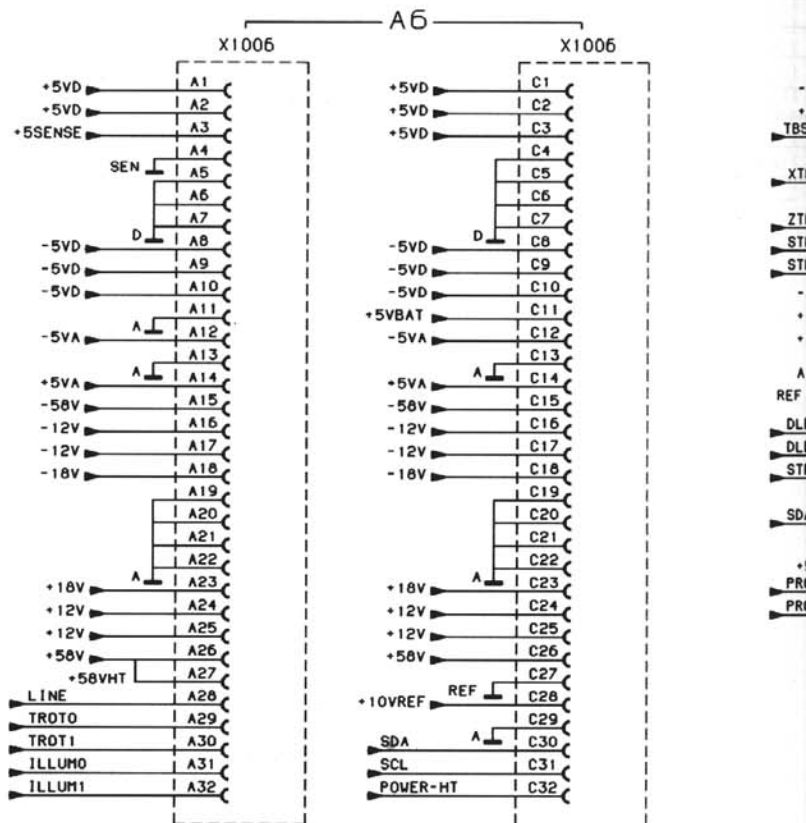 A6
X1006 X1006
+5VD A1 +5VD C1
+5VD A2 +5VD C2
+5SENSE A3 +5VD C3
A4 C4
SEN A5 C5
A6 C6
A7 C7
D D
-5VD A8 -5VD C8
-5VD A9 -5VD C9
-5VD A10 -5VD C10
A11 +5VBAT C11
A
-5VA A12 -5VA C12
A13 C13
A A
+5VA A14 +5VA C14
-58V A15 -58V C15
-12V A16 -12V C16
-12V A17 -12V C17
-18V A18 -18V C18
A19 C19
A20 C20
A21 C21
A22 C22
A A
+18V A23 +18V C23
+12V A24 +12V C24
+12V A25 +12V C25
+58V A26 +58V C26
+58VHT A27 REF C27
LINE A28 +10VREF C28
TROT0 A29 A C29
TROT1 A30 SDA C30
ILLUM0 A31 SCL C31
ILLUM1 A32 POWER-HT C32
-
+
TBS
-
+
+
A
REF